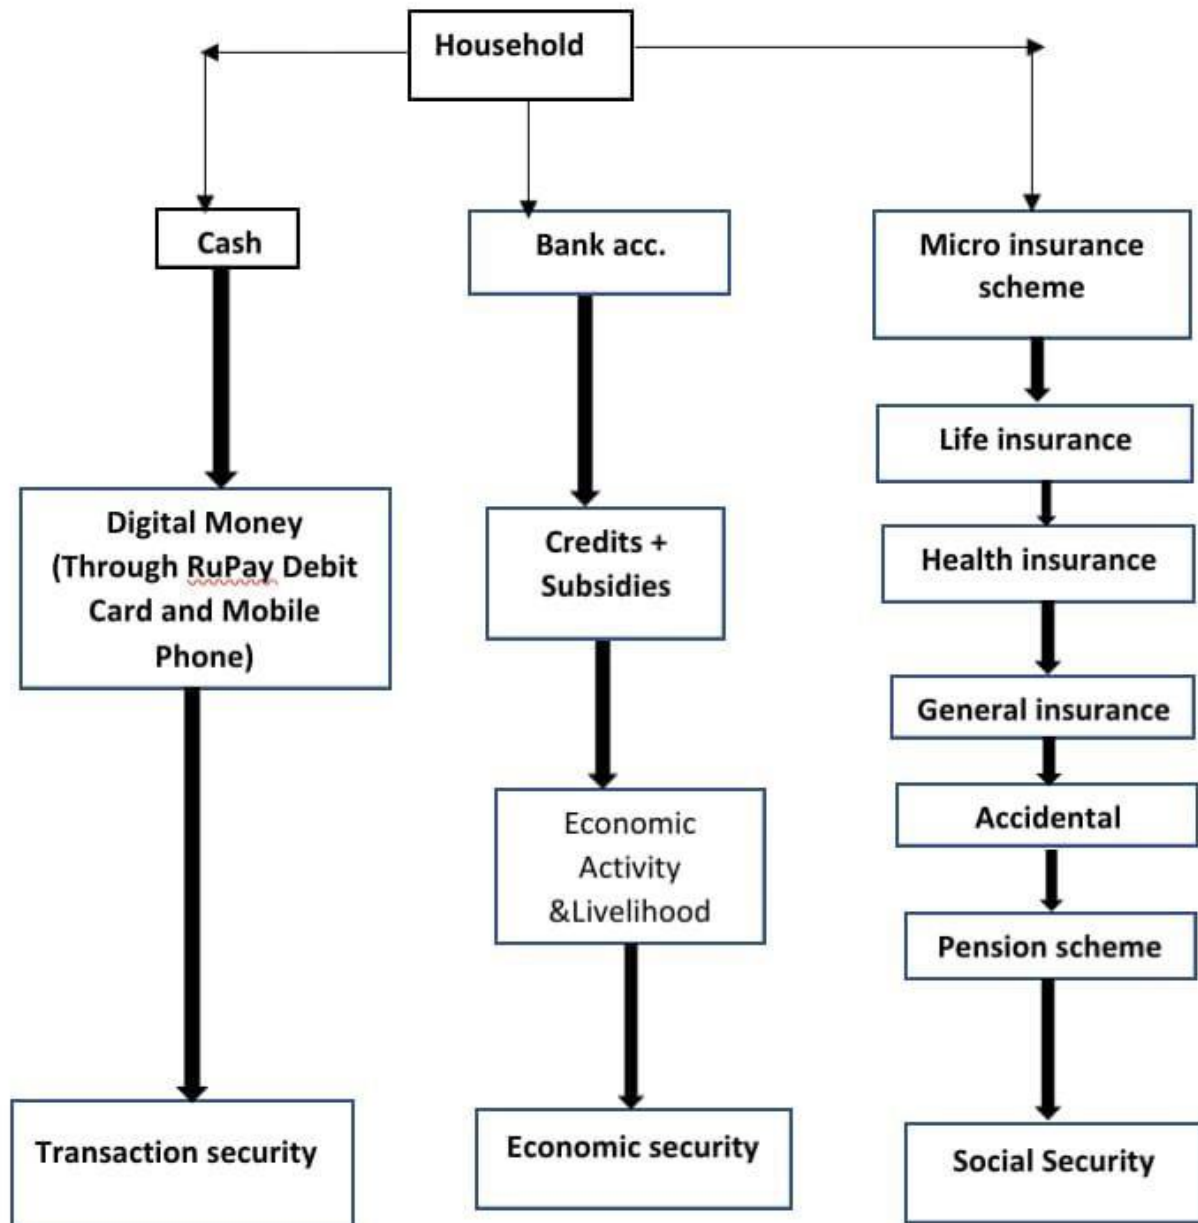 Household
Cash
Bank acc.
Micro insurance
scheme
Life insurance
Digital Money
(Through RuPay Debit
Card and Mobile
Phone)
Credits +
Subsidies
Health insurance
General insurance
Economic
Activity
&Livelihood
Accidental
Pension scheme
Transaction security
Economic security
Social Security